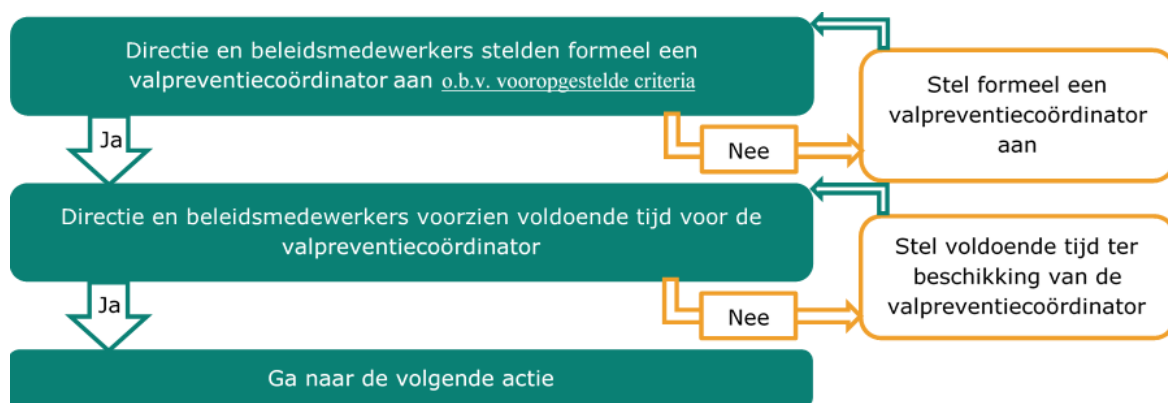 Directie en beleidsmedewerkers stelden formeel een
valpreventiecoördinator aan o.b.v. vooropgestelde criteria
Stel formeel een
valpreventiecoördinator
aan
Ja
Nee
Directie en beleidsmedewerkers voorzien voldoende tijd voor de
valpreventiecoördinator
Stel voldoende tijd ter
beschikking van de
valpreventiecoördinator
Ja
Nee
Ga naar de volgende actie